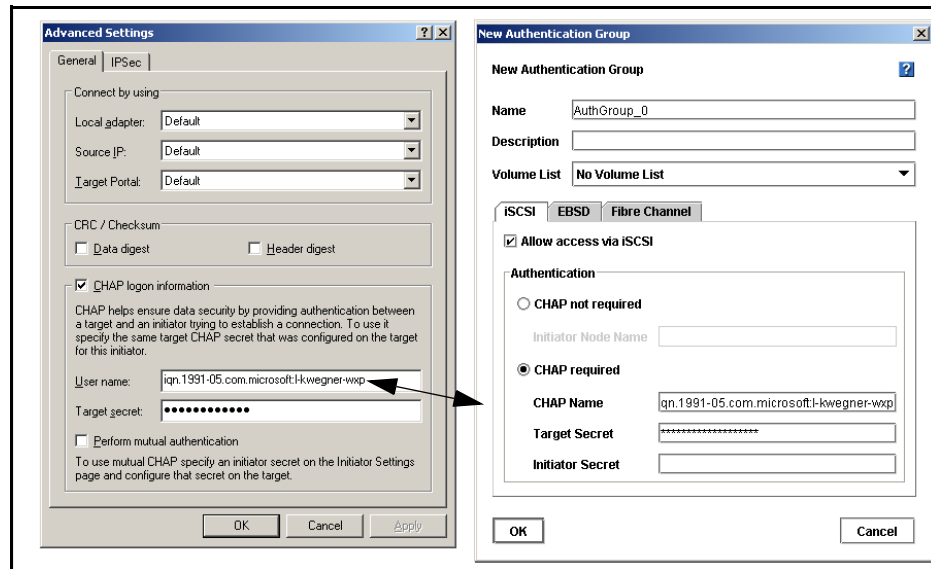 Advanced Settings
General
IPSec
Connect by using
Local adapter:
Default
Source IP:
Default
Target Portal:
Default
CRC / Checksum
Data digest
Header digest
CHAP logon information
CHAP helps ensure data security by providing authentication between
a target and an initiator trying to establish a connection. To use it
specify the same target CHAP secret that was configured on the target
for this initiator.
User name:
iqn.1991-05.com.microsoft:l-kwegner-wxp
Target secret:
●●●●●●●●●●●●
Perform mutual authentication
To use mutual CHAP specify an initiator secret on the Initiator Settings
page and configure that secret on the target.
OK
Cancel
Apply
New Authentication Group
New Authentication Group
?
Name
AuthGroup_0
Description
Volume List
No Volume List
iSCSI
EBSD
Fibre Channel
Allow access via iSCSI
Authentication
CHAP not required
Initiator Node Name
CHAP required
CHAP Name
qn.1991-05.com.microsoft:l-kwegner-wxp
Target Secret
*******************
Initiator Secret
OK
Cancel